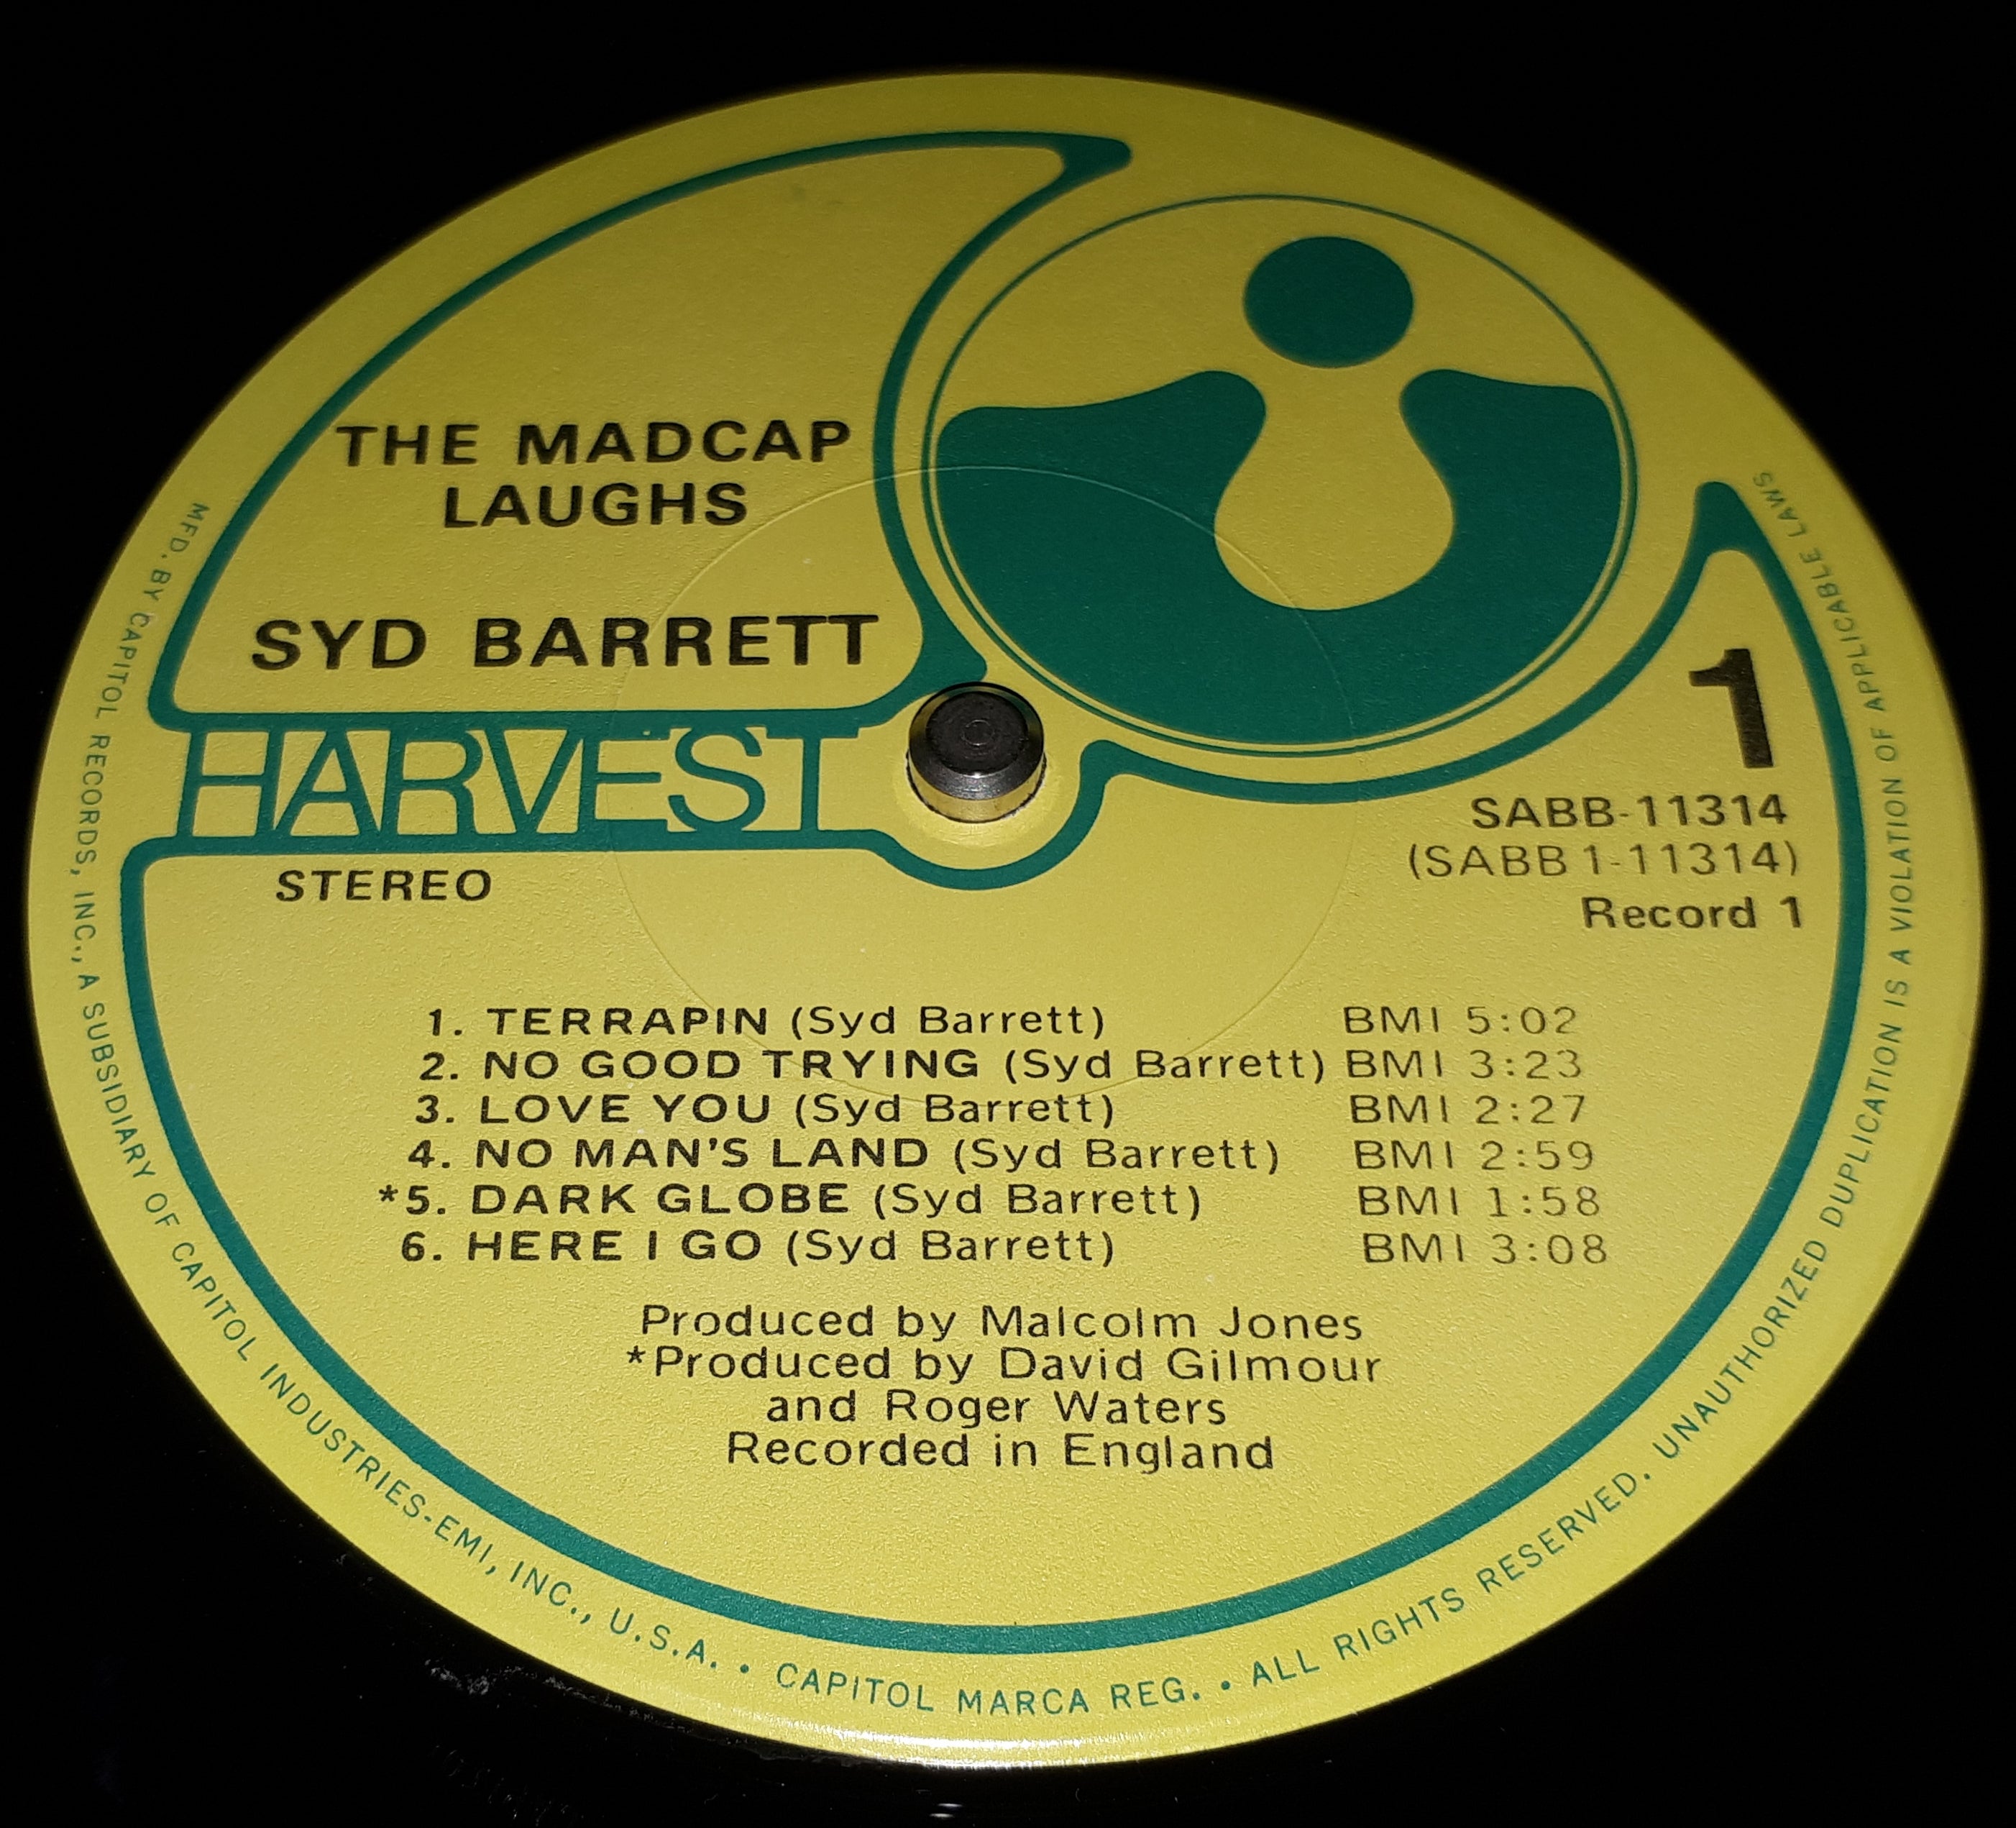 THE MADCAP
LAUGHS
SYD BARRETT
HARVEST
STEREO
1
SABB-11314
(SABB 1-11314)
Record 1
1. TERRAPIN (Syd Barrett) BMI 5:02
2. NO GOOD TRYING (Syd Barrett) BMI 3:23
3. LOVE YOU (Syd Barrett) BMI 2:27
4. NO MAN'S LAND (Syd Barrett) BMI 2:59
*5. DARK GLOBE (Syd Barrett) BMI 1:58
6. HERE I GO (Syd Barrett) BMI 3:08
Produced by Malcolm Jones
*Produced by David Gilmour
and Roger Waters
Recorded in England
MFD. BY CAPITOL RECORDS, INC., A SUBSIDIARY OF CAPITOL INDUSTRIES-EMI, INC., U.S.A. • CAPITOL MARCA REG. • ALL RIGHTS RESERVED. UNAUTHORIZED DUPLICATION IS A VIOLATION OF APPLICABLE LAWS